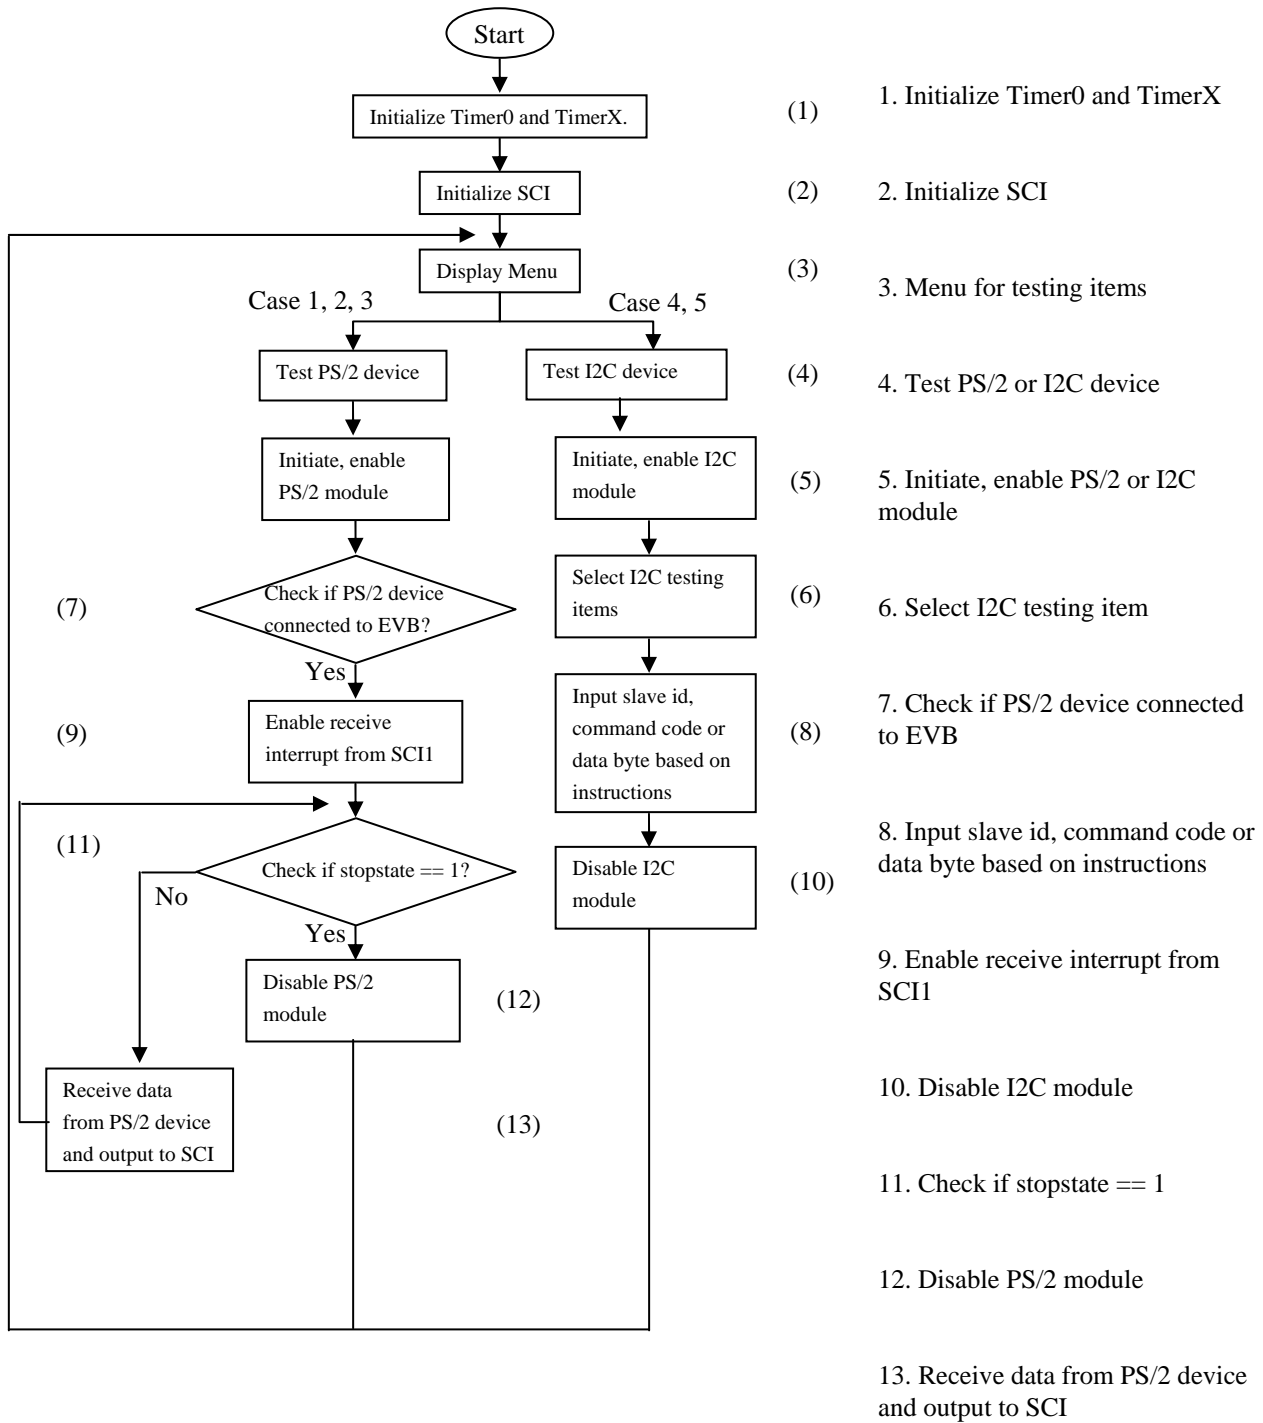 Start
Initialize Timer0 and TimerX.
(1)
1. Initialize Timer0 and TimerX
Initialize SCI
(2)
2. Initialize SCI
Display Menu
(3)
3. Menu for testing items
Case 1, 2, 3
Case 4, 5
Test PS/2 device
Test I2C device
(4)
4. Test PS/2 or I2C device
Initiate, enable
PS/2 module
Initiate, enable I2C
module
(5)
5. Initiate, enable PS/2 or I2C
module
(7)
Check if PS/2 device
connected to EVB?
Select I2C testing
items
(6)
6. Select I2C testing item
Yes
(9)
Enable receive
interrupt from SCI1
Input slave id,
command code or
data byte based on
instructions
(8)
7. Check if PS/2 device connected
to EVB
(11)
Check if stopstate == 1?
No
Yes
Disable I2C
module
(10)
8. Input slave id, command code or
data byte based on instructions
Disable PS/2
module
(12)
9. Enable receive interrupt from
SCI1
Receive data
from PS/2 device
and output to SCI
(13)
10. Disable I2C module
11. Check if stopstate == 1
12. Disable PS/2 module
13. Receive data from PS/2 device
and output to SCI